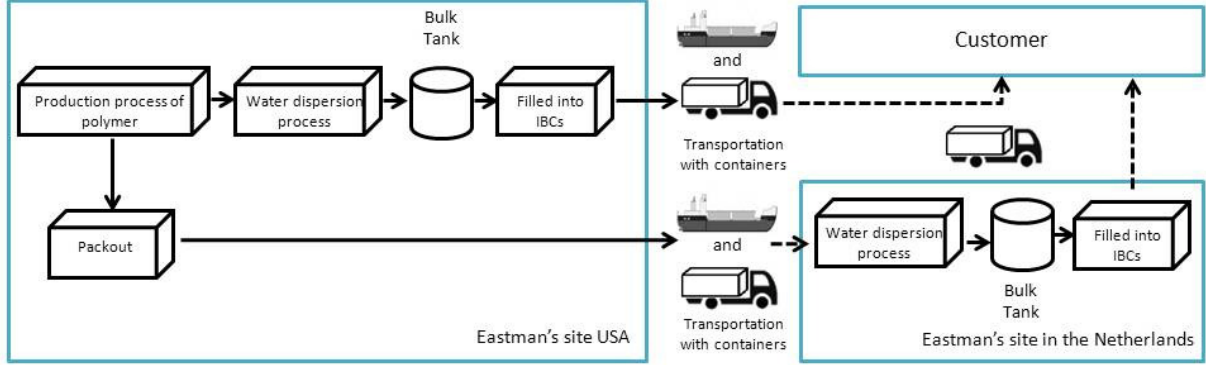 Bulk
Tank
Production process of
polymer
Water dispersion
process
Filled into
IBCs
and
Transportation
with containers
Customer
Packout
and
Transportation
with containers
Water dispersion
process
Filled into
IBCs
Bulk
Tank
Eastman's site USA
Eastman's site in the Netherlands